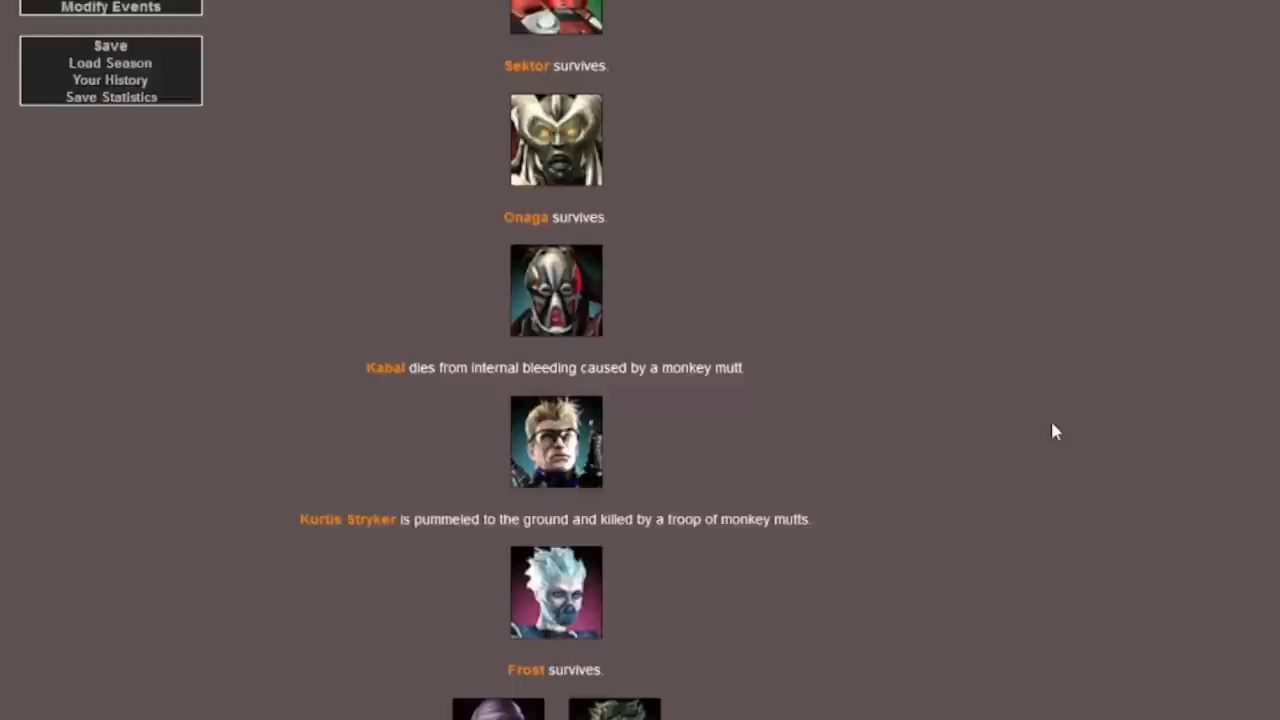 Modify Events
Save
Load Season
Your History
Save Statistics
Sektor survives.
Onaga survives.
Kabal dies from internal bleeding caused by a monkey mutt.
Kurtis Stryker is pummeled to the ground and killed by a troop of monkey mutts.
Frost survives.